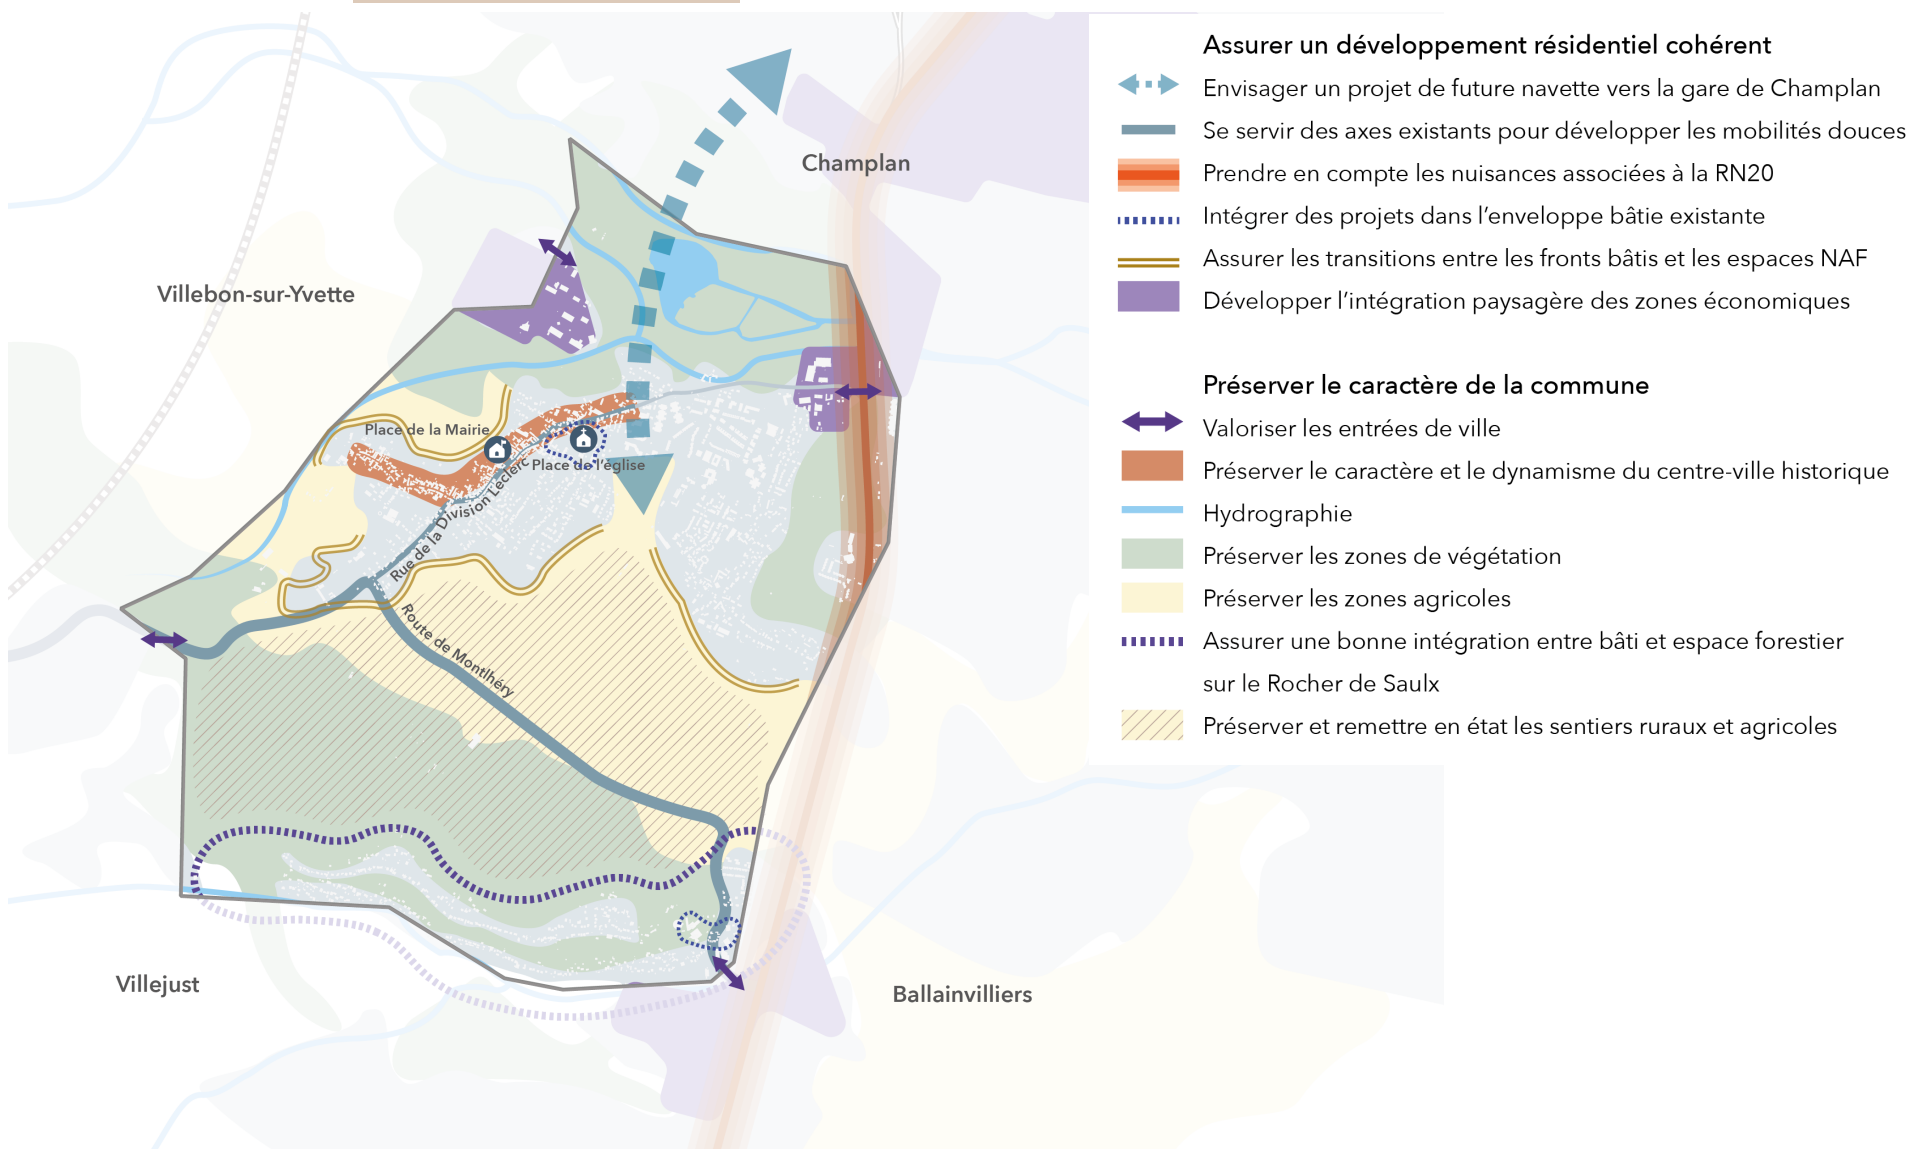 Assurer un développement résidentiel cohérent
Envisager un projet de future navette vers la gare de Champlan
Se servir des axes existants pour développer les mobilités douces
Prendre en compte les nuisances associées à la RN20
Intégrer des projets dans l'enveloppe bâtie existante
Assurer les transitions entre les fronts bâtis et les espaces NAF
Développer l'intégration paysagère des zones économiques
Préserver le caractère de la commune
Valoriser les entrées de ville
Préserver le caractère et le dynamisme du centre-ville historique
Hydrographie
Préserver les zones de végétation
Préserver les zones agricoles
Assurer une bonne intégration entre bâti et espace forestier
sur le Rocher de Saulx
Préserver et remettre en état les sentiers ruraux et agricoles
Champlan
Villebon-sur-Yvette
Place de la Mairie
Place de l'église
Rue de la Division Leclerc
Route de Montlhéry
Villejust
Ballainvilliers